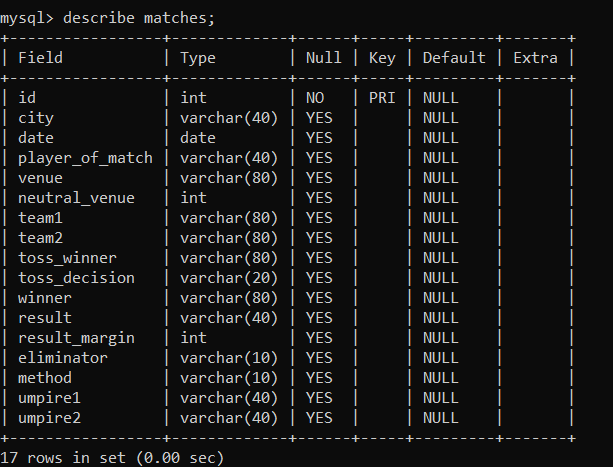 mysql> describe matches;
+-----------------+-------------+------+-----+---------+-------+
| Field           | Type        | Null | Key | Default | Extra |
+-----------------+-------------+------+-----+---------+-------+
| id              | int         | NO   | PRI | NULL    |       |
| city            | varchar(40) | YES  |     | NULL    |       |
| date            | date        | YES  |     | NULL    |       |
| player_of_match | varchar(40) | YES  |     | NULL    |       |
| venue           | varchar(80) | YES  |     | NULL    |       |
| neutral_venue   | int         | YES  |     | NULL    |       |
| team1           | varchar(80) | YES  |     | NULL    |       |
| team2           | varchar(80) | YES  |     | NULL    |       |
| toss_winner     | varchar(80) | YES  |     | NULL    |       |
| toss_decision   | varchar(20) | YES  |     | NULL    |       |
| winner          | varchar(80) | YES  |     | NULL    |       |
| result          | varchar(40) | YES  |     | NULL    |       |
| result_margin   | int         | YES  |     | NULL    |       |
| eliminator      | varchar(10) | YES  |     | NULL    |       |
| method          | varchar(10) | YES  |     | NULL    |       |
| umpire1         | varchar(40) | YES  |     | NULL    |       |
| umpire2         | varchar(40) | YES  |     | NULL    |       |
+-----------------+-------------+------+-----+---------+-------+
17 rows in set (0.00 sec)